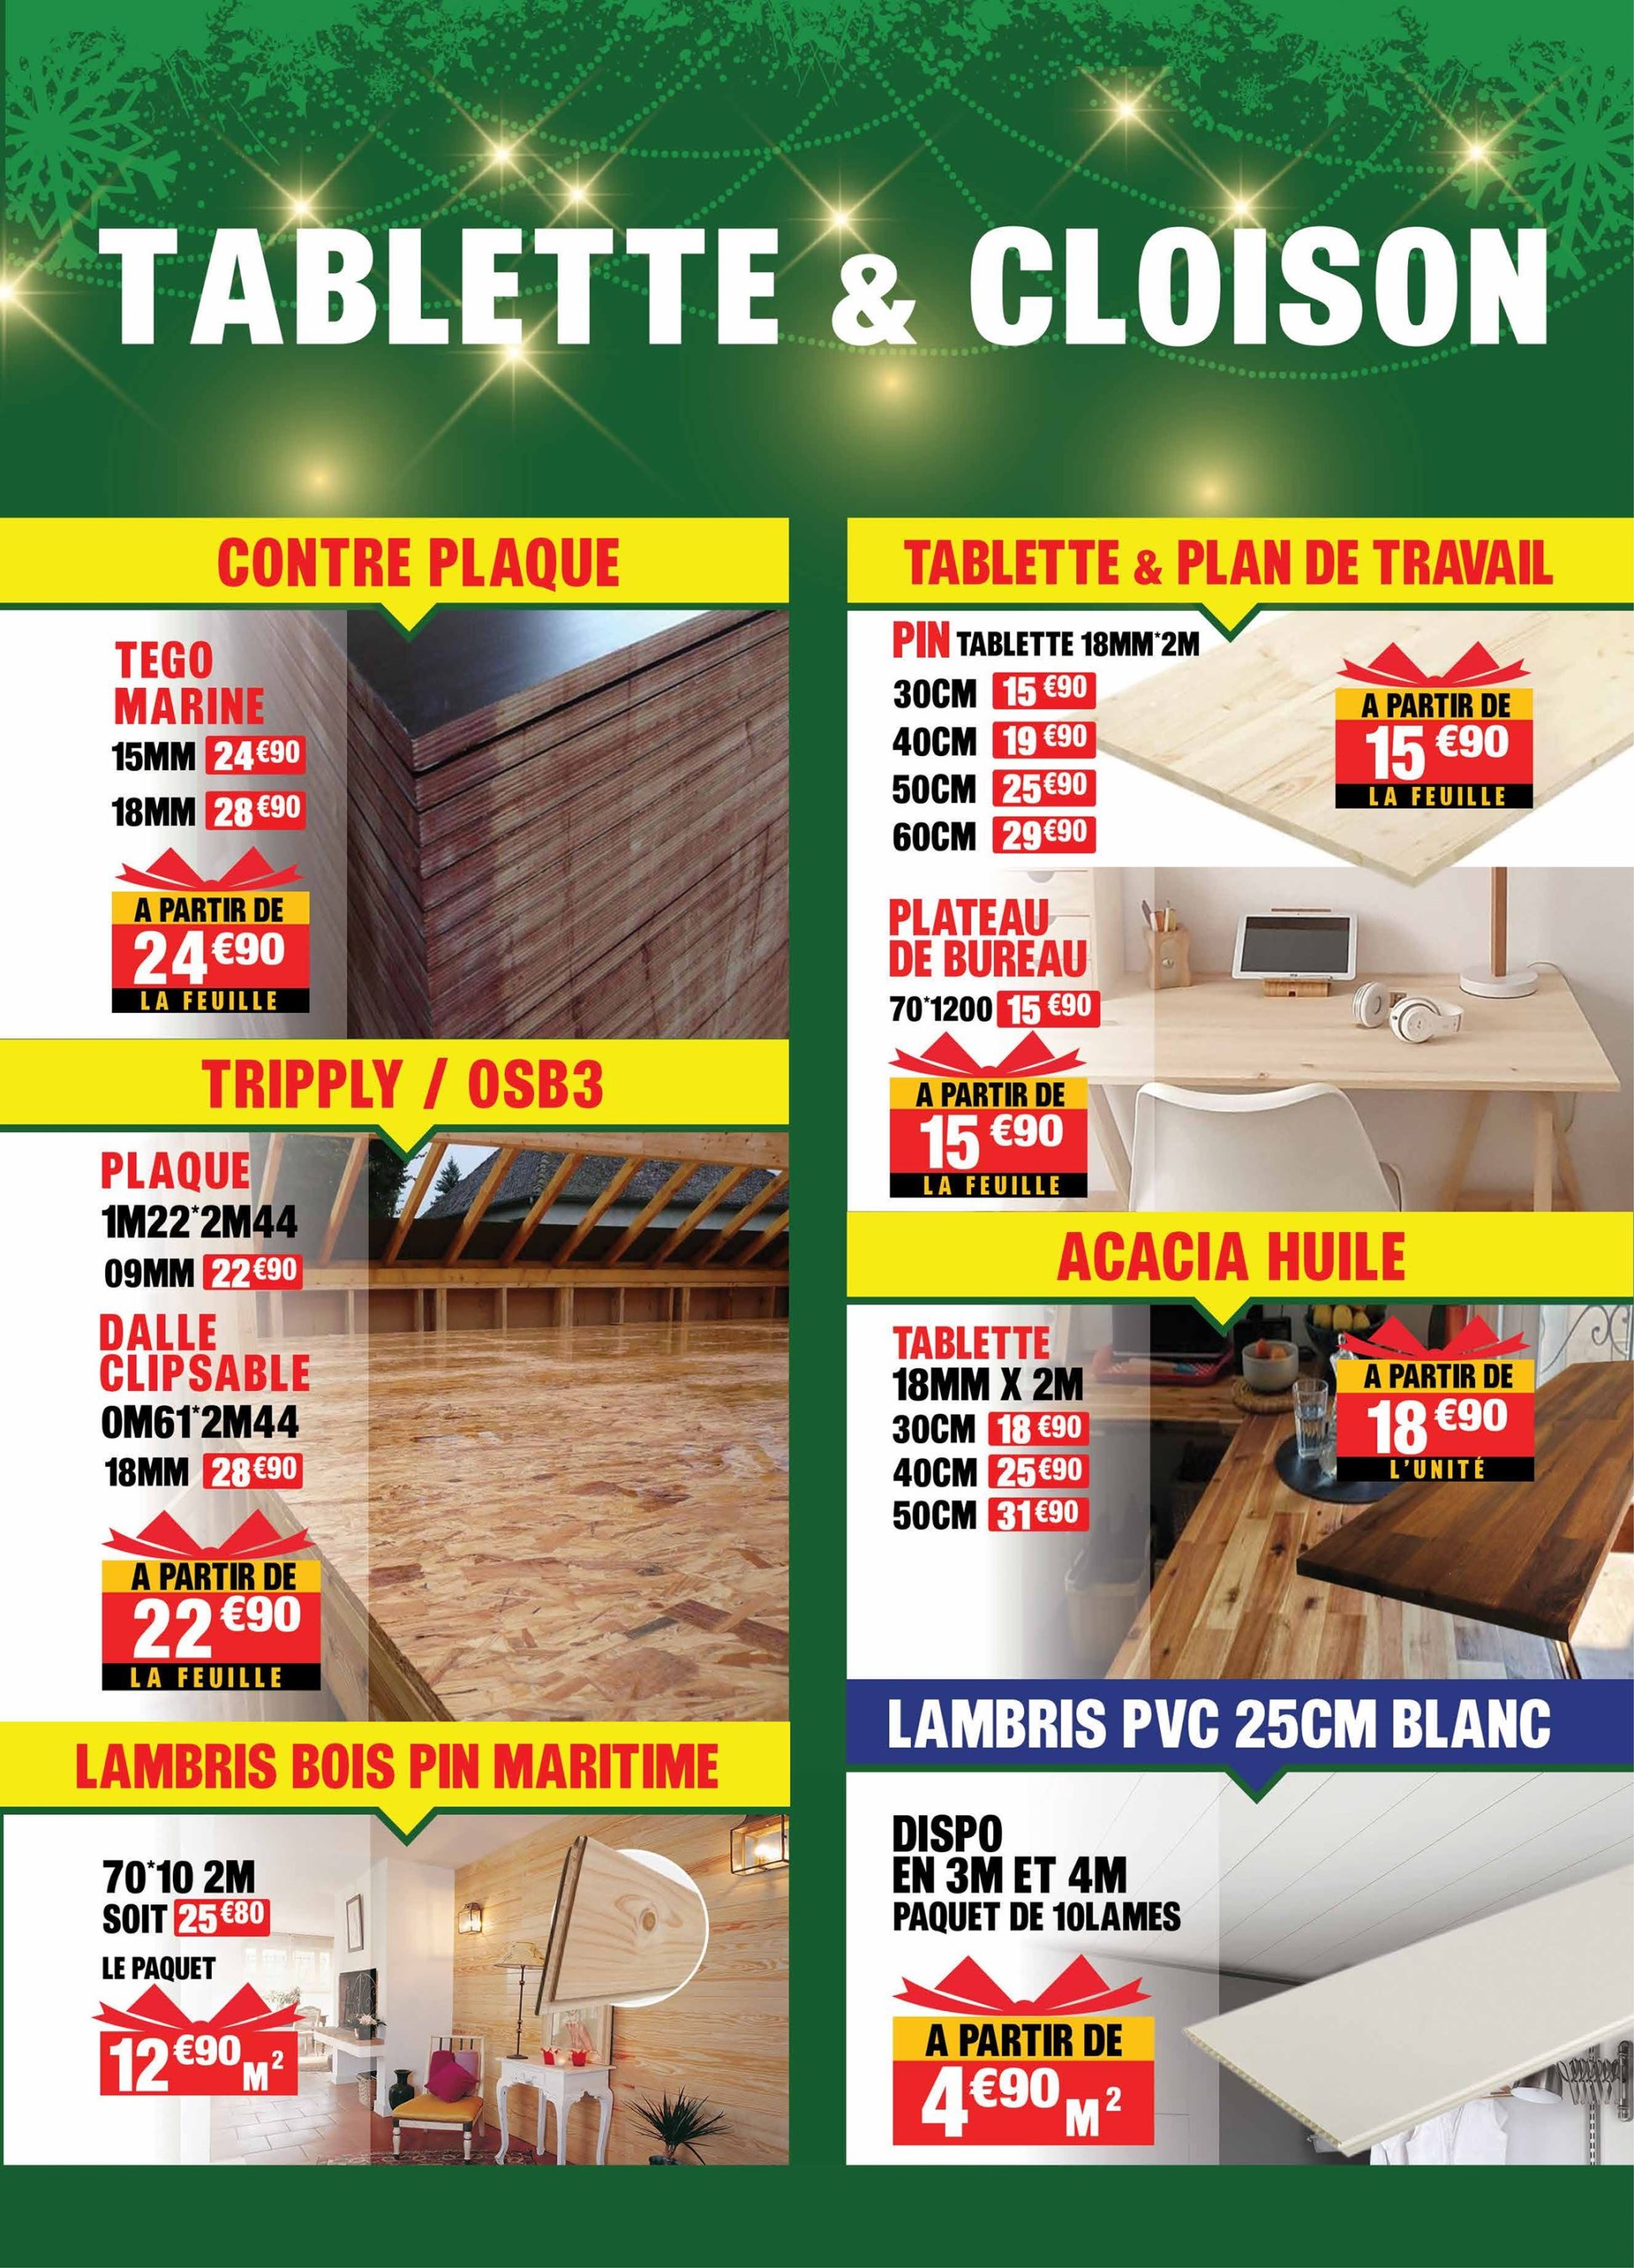 TABLETTE & CLOISON
CONTRE PLAQUE
TEGO
MARINE
15MM 24€90
18MM 28€90
A PARTIR DE
24€90
LA FEUILLE
TRIPPLY / OSB3
PLAQUE
1M22*2M44
09MM 22€90
DALLE
CLIPSABLE
0M61*2M44
18MM 28€90
A PARTIR DE
22€90
LA FEUILLE
LAMBRIS BOIS PIN MARITIME
70*10 2M
SOIT 25€80
LE PAQUET
12€90 M²
TABLETTE & PLAN DE TRAVAIL
PIN TABLETTE 18MM*2M
30CM 15€90
40CM 19€90
50CM 25€90
60CM 29€90
A PARTIR DE
15€90
LA FEUILLE
PLATEAU
DE BUREAU
70*1200 15€90
A PARTIR DE
15€90
LA FEUILLE
ACACIA HUILE
TABLETTE
18MM X 2M
30CM 18€90
40CM 25€90
50CM 31€90
A PARTIR DE
18€90
L'UNITÉ
LAMBRIS PVC 25CM BLANC
DISPO
EN 3M ET 4M
PAQUET DE 10LAMES
A PARTIR DE
4€90 M²